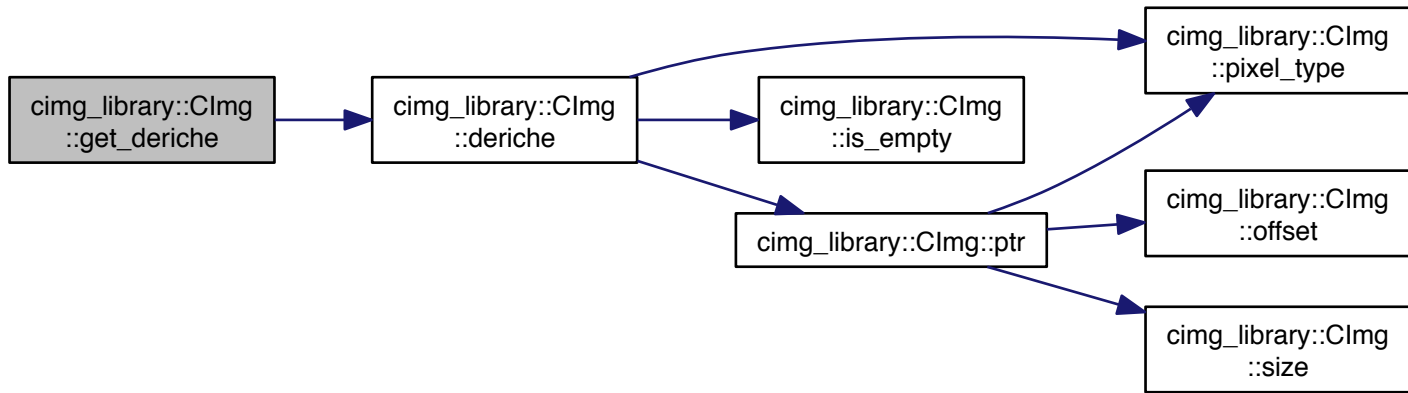 cimg_library::CImg
::get_deriche
cimg_library::CImg
::deriche
cimg_library::CImg
::is_empty
cimg_library::CImg::ptr
cimg_library::CImg
::pixel_type
cimg_library::CImg
::offset
cimg_library::CImg
::size